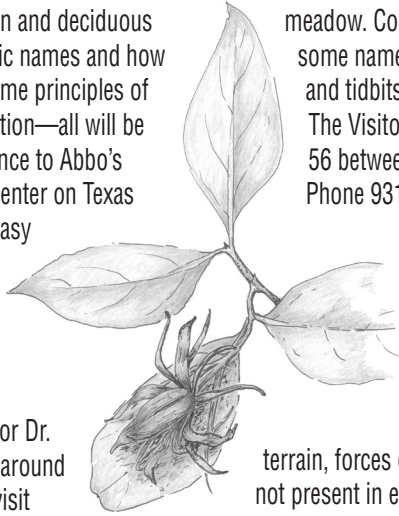 n and deciduous
ic names and how
me principles of
tion—all will be
nce to Abbo's
enter on Texas
asy
or Dr.
around
visit
meadow. Co
some name
and tidbits
The Visito
56 between
Phone 931
terrain, forces
not present in e